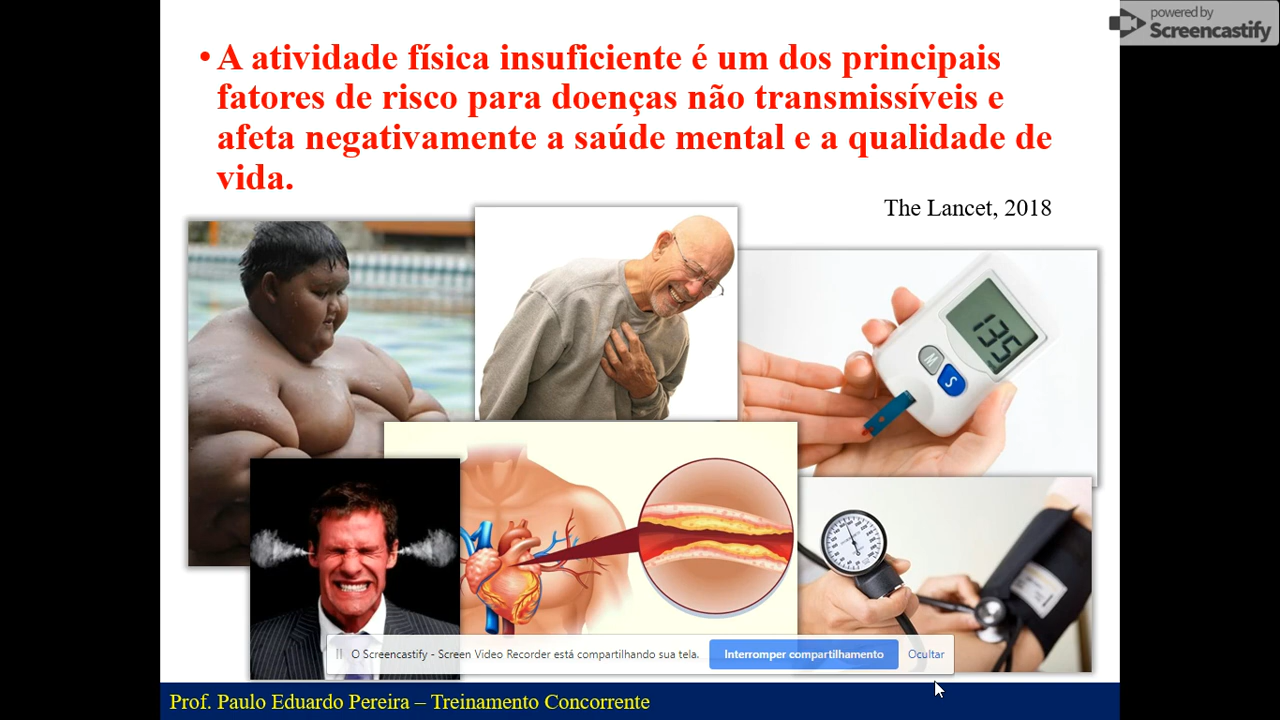 powered by
Screencastify
• A atividade física insuficiente é um dos principais
fatores de risco para doenças não transmissíveis e
afeta negativamente a saúde mental e a qualidade de
vida.
The Lancet, 2018
135
M
S
O Screencastify - Screen Video Recorder está compartilhando sua tela.
Interromper compartilhamento
Ocultar
Prof. Paulo Eduardo Pereira – Treinamento Concorrente